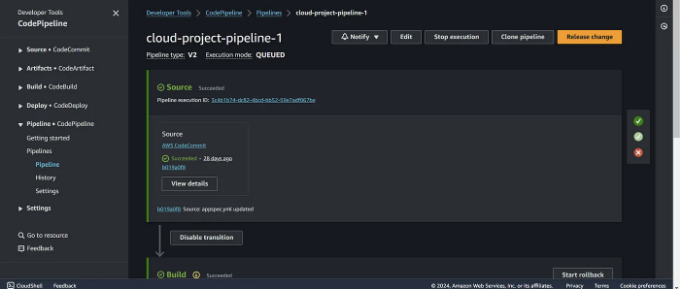 Developer Tools
CodePipeline
Source • CodeCommit
Artifacts • CodeArtifact
Build • CodeBuild
Deploy • CodeDeploy
Pipeline • CodePipeline
Getting started
Pipelines
Pipeline
History
Settings
Settings
Go to resource
Feedback
Developer Tools > CodePipeline > Pipelines > cloud-project-pipeline-1
cloud-project-pipeline-1
Notify
Edit
Stop execution
Clone pipeline
Release change
Pipeline type: V2 Execution mode: QUEUED
Source Succeeded
Pipeline execution ID:
Source
AWS CodeCommit
Succeeded - 28 days ago
View details
Source: appspec.yml updated
Disable transition
Build Succeeded
Start rollback
CloudShell Feedback
© 2024, Amazon Web Services, Inc. or its affiliates. Privacy Terms Cookie preferences